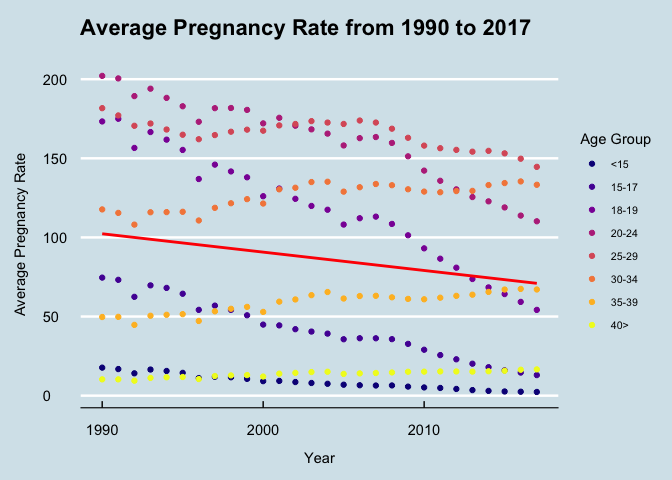 Average Pregnancy Rate from 1990 to 2017
200
150
100
50
0
Average Pregnancy Rate
1990 2000 2010
Year
Age Group
<15
15-17
18-19
20-24
25-29
30-34
35-39
40>